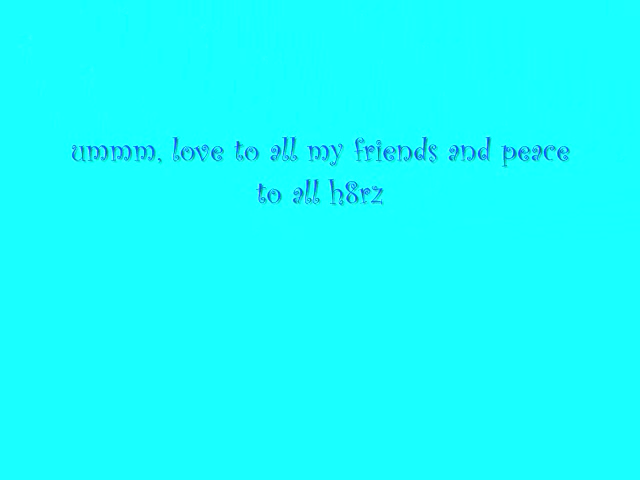 ummm, love to all my friends and peace
to all h8rz